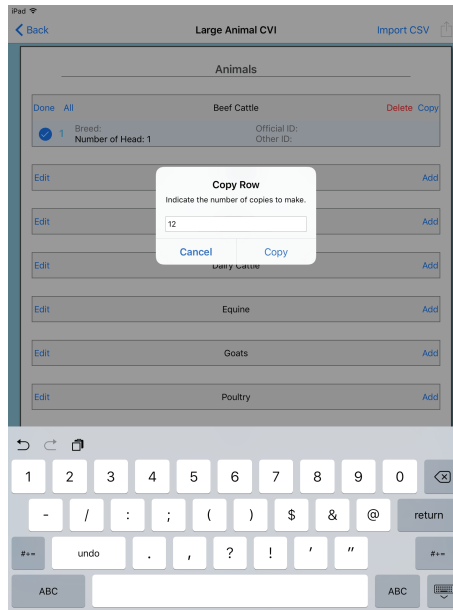 iPad
Back Large Animal CVI Import CSV
Animals
Done All Beef Cattle Delete Copy
1 Breed: Official ID:
Number of Head: 1 Other ID:
Edit Add
Copy Row
Indicate the number of copies to make.
Edit Add
12
Cancel Copy
Edit Dairy Cattle Add
Edit Equine Add
Edit Goats Add
Edit Poultry Add
1 2 3 4 5 6 7 8 9 0
- / : ; ( ) $ & @ return
#+= undo . , ? ! ' " #+=
ABC ABC